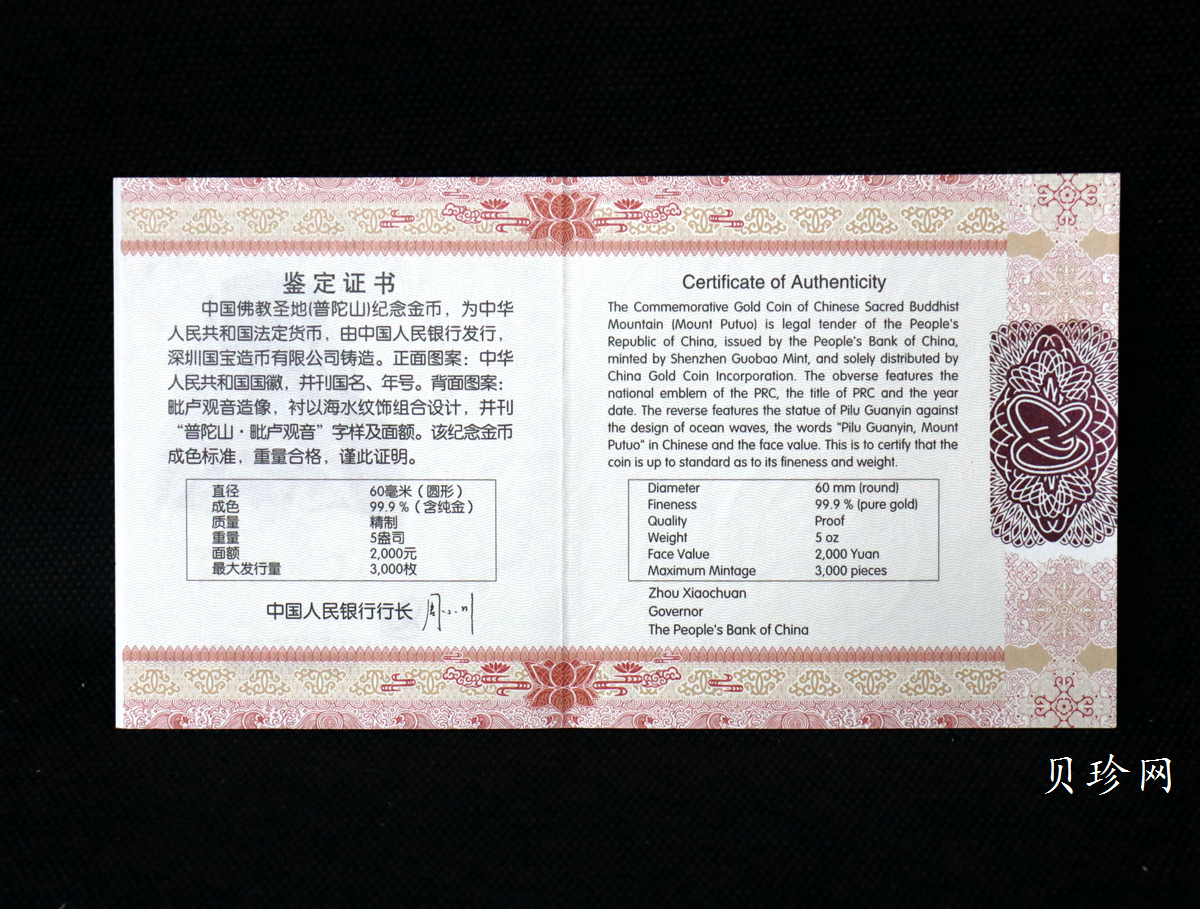 鉴定证书
中国佛教圣地(普陀山)纪念金币，为中华
人民共和国法定货币，由中国人民银行发行，
深圳国宝造币有限公司铸造。正面图案：中华
人民共和国国徽，并刊国名、年号。背面图案：
毗卢观音造像，衬以海水纹饰组合设计，并刊
“普陀山·毗卢观音”字样及面额。该纪念金币
成色标准，重量合格，谨此证明。
直径 60毫米（圆形）
成色 99.9％（含纯金）
质量 精制
重量 5盎司
面额 2,000元
最大发行量 3,000枚
中国人民银行行长
Certificate of Authenticity
The Commemorative Gold Coin of Chinese Sacred Buddhist
Mountain (Mount Putuo) is legal tender of the People's
Republic of China, issued by the People's Bank of China,
minted by Shenzhen Guobao Mint, and solely distributed by
China Gold Coin Incorporation. The obverse features the
national emblem of the PRC, the title of PRC and the year
date. The reverse features the statue of Pilu Guanyin against
the design of ocean waves, the words "Pilu Guanyin, Mount
Putuo" in Chinese and the face value. This is to certify that the
coin is up to standard as to its fineness and weight.
Diameter 60 mm (round)
Fineness 99.9 % (pure gold)
Quality Proof
Weight 5 oz
Face Value 2,000 Yuan
Maximum Mintage 3,000 pieces
Zhou Xiaochuan
Governor
The People's Bank of China
贝珍网